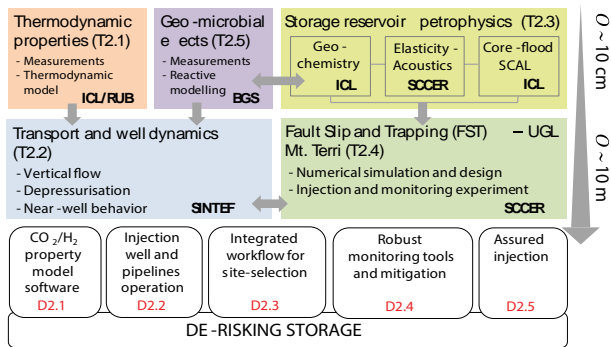 Thermodynamic
properties (T2.1)
- Measurements
- Thermodynamic
model
ICL/RUB
Geo -microbial
e ects (T2.5)
- Measurements
- Reactive
modelling
BGS
Storage reservoir petrophysics (T2.3)
Geo -
chemistry
ICL
Elasticity -
Acoustics
SCCER
Core -flood
SCAL
ICL
O ~ 10 cm
Transport and well dynamics
(T2.2)
- Vertical flow
- Depressurisation
- Near -well behavior
SINTEF
Fault Slip and Trapping (FST) – UGL
Mt. Terri (T2.4)
- Numerical simulation and design
- Injection and monitoring experiment
SCCER
O ~ 10 m
CO 2/H2
property
model
software
D2.1
Injection
well and
pipelines
operation
D2.2
Integrated
workflow for
site-selection
D2.3
Robust
monitoring tools
and mitigation
D2.4
Assured
injection
D2.5
DE -RISKING STORAGE